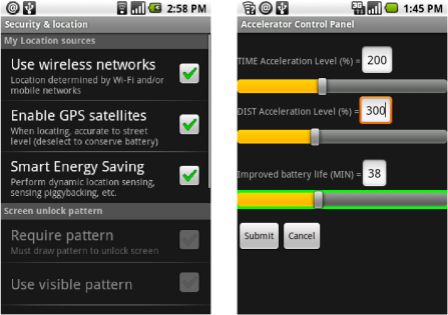 2:58 PM
Security & location
My Location sources
Use wireless networks
Location determined by Wi-Fi and/or
mobile networks
Enable GPS satellites
When locating, accurate to street
level (deselect to conserve battery)
Smart Energy Saving
Perform dynamic location sensing,
sensing piggybacking, etc.
Screen unlock pattern
Require pattern
Must draw pattern to unlock screen
Use visible pattern
3G 1:45 PM
Accelerator Control Panel
TIME Acceleration Level (%) = 200
DIST Acceleration Level (%) = 300
Improved battery life (MIN) = 38
Submit Cancel